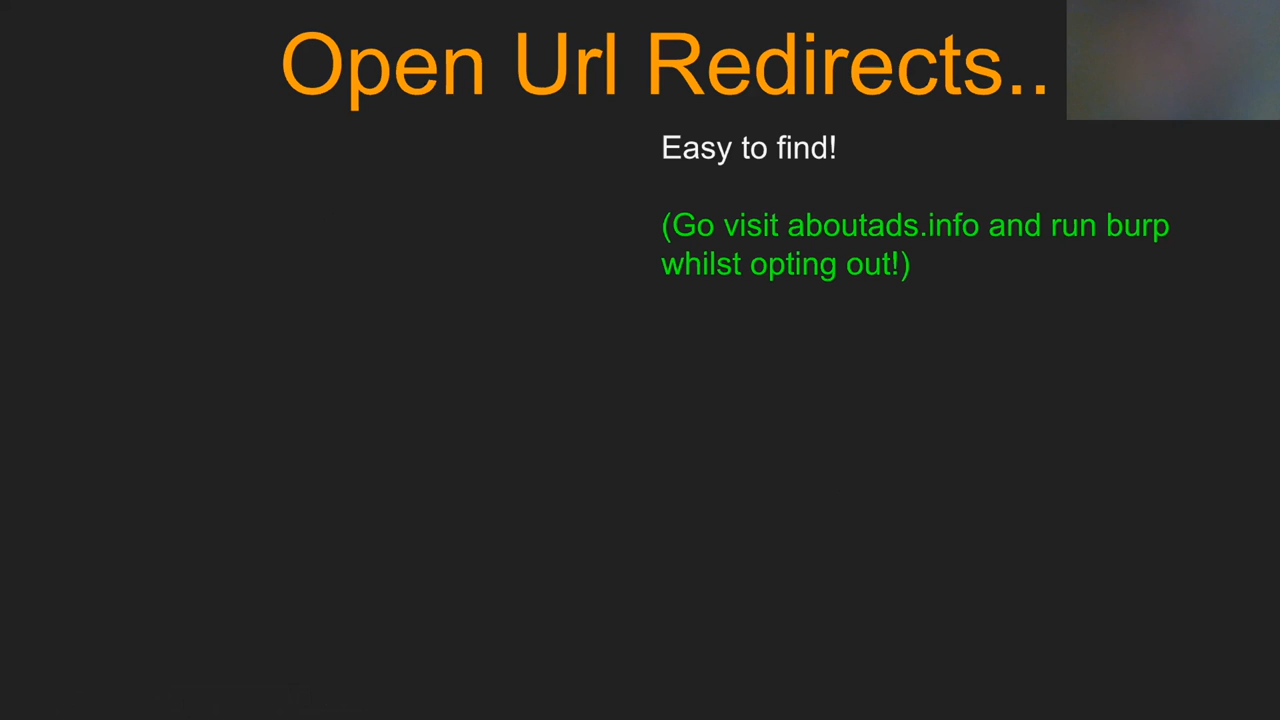 Open Url Redirects..
Easy to find!
(Go visit aboutads.info and run burp
whilst opting out!)